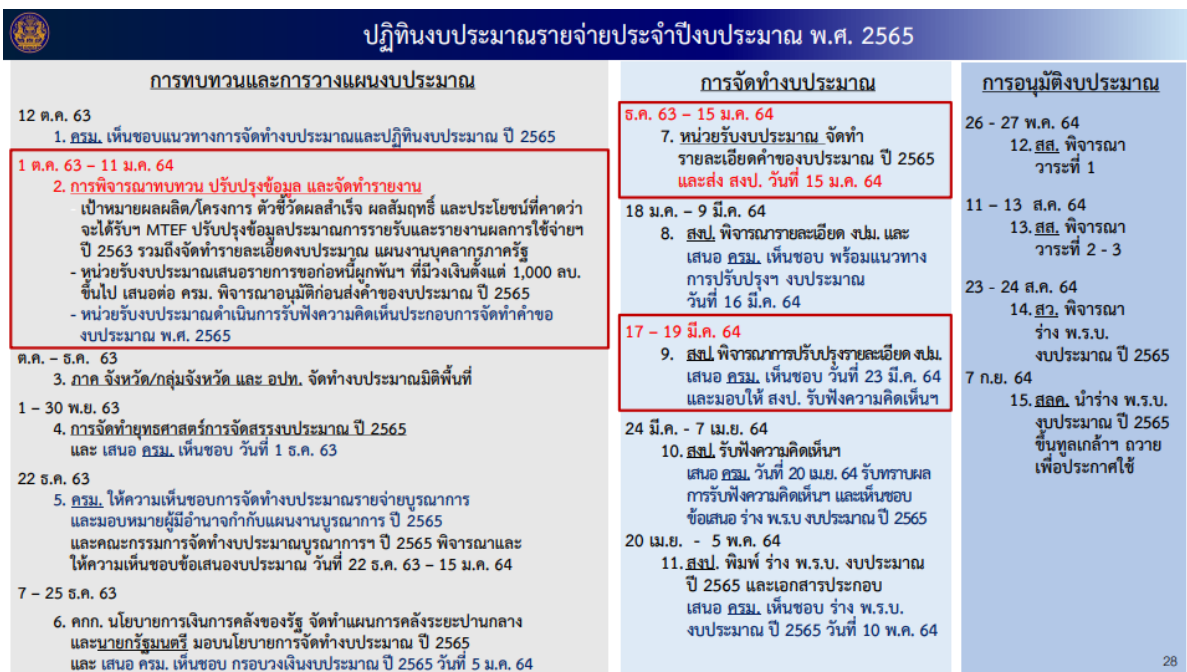 ปฏิทินงบประมาณรายจ่ายประจำปีงบประมาณ พ.ศ. 2565
การทบทวนและการวางแผนงบประมาณ
12 ต.ค. 63
1. ครม. เห็นชอบแนวทางการจัดทำงบประมาณและปฏิทินงบประมาณ ปี 2565
1 ต.ค. 63 – 11 ม.ค. 64
2. การพิจารณาทบทวน ปรับปรุงข้อมูล และจัดทำรายงาน
- เป้าหมายผลผลิต/โครงการ ตัวชี้วัดผลสำเร็จ ผลสัมฤทธิ์ และประโยชน์ที่คาดว่า
จะได้รับฯ MTEF ปรับปรุงข้อมูลประมาณการรายรับและรายงานผลการใช้จ่ายฯ
ปี 2563 รวมถึงจัดทำรายละเอียดงบประมาณ แผนงานบุคลากรภาครัฐ
- หน่วยรับงบประมาณเสนอรายการขอก่อหนี้ผูกพันฯ ที่มีวงเงินตั้งแต่ 1,000 ลบ.
ขึ้นไป เสนอต่อ ครม. พิจารณาอนุมัติก่อนส่งคำของบประมาณ ปี 2565
- หน่วยรับงบประมาณดำเนินการรับฟังความคิดเห็นประกอบการจัดทำคำขอ
งบประมาณ พ.ศ. 2565
ต.ค. – ธ.ค. 63
3. ภาค จังหวัด/กลุ่มจังหวัด และ อปท. จัดทำงบประมาณมิติพื้นที่
1 – 30 พ.ย. 63
4. การจัดทำยุทธศาสตร์การจัดสรรงบประมาณ ปี 2565
และ เสนอ ครม. เห็นชอบ วันที่ 1 ธ.ค. 63
22 ธ.ค. 63
5. ครม. ให้ความเห็นชอบการจัดทำงบประมาณรายจ่ายบูรณาการ
และมอบหมายผู้มีอำนาจกำกับแผนงานบูรณาการ ปี 2565
และคณะกรรมการจัดทำงบประมาณบูรณาการฯ ปี 2565 พิจารณาและ
ให้ความเห็นชอบข้อเสนองบประมาณ วันที่ 22 ธ.ค. 63 – 15 ม.ค. 64
7 – 25 ธ.ค. 63
6. คกก. นโยบายการเงินการคลังของรัฐ จัดทำแผนการคลังระยะปานกลาง
และนายกรัฐมนตรี มอบนโยบายการจัดทำงบประมาณ ปี 2565
และ เสนอ ครม. เห็นชอบ กรอบวงเงินงบประมาณ ปี 2565 วันที่ 5 ม.ค. 64
การจัดทำงบประมาณ
ธ.ค. 63 – 15 ม.ค. 64
7. หน่วยรับงบประมาณ จัดทำ
รายละเอียดคำของบประมาณ ปี 2565
และส่ง สงป. วันที่ 15 ม.ค. 64
18 ม.ค. – 9 มี.ค. 64
8. สงป. พิจารณารายละเอียด งปม. และ
เสนอ ครม. เห็นชอบ พร้อมแนวทาง
การปรับปรุงฯ งบประมาณ
วันที่ 16 มี.ค. 64
17 – 19 มี.ค. 64
9. สงป. พิจารณาการปรับปรุงรายละเอียด งปม.
เสนอ ครม. เห็นชอบ วันที่ 23 มี.ค. 64
และมอบให้ สงป. รับฟังความคิดเห็นฯ
24 มี.ค. - 7 เม.ย. 64
10. สงป. รับฟังความคิดเห็นฯ
เสนอ ครม. วันที่ 20 เม.ย. 64 รับทราบผล
การรับฟังความคิดเห็นฯ และเห็นชอบ
ข้อเสนอ ร่าง พ.ร.บ งบประมาณ ปี 2565
20 เม.ย. - 5 พ.ค. 64
11. สงป. พิมพ์ ร่าง พ.ร.บ. งบประมาณ
ปี 2565 และเอกสารประกอบ
เสนอ ครม. เห็นชอบ ร่าง พ.ร.บ.
งบประมาณ ปี 2565 วันที่ 10 พ.ค. 64
การอนุมัติงบประมาณ
26 - 27 พ.ค. 64
12. สส. พิจารณา
วาระที่ 1
11 – 13 ส.ค. 64
13. สส. พิจารณา
วาระที่ 2 - 3
23 - 24 ส.ค. 64
14. สว. พิจารณา
ร่าง พ.ร.บ.
งบประมาณ ปี 2565
7 ก.ย. 64
15. สลค. นำร่าง พ.ร.บ.
งบประมาณ ปี 2565
ขึ้นทูลเกล้าฯ ถวาย
เพื่อประกาศใช้
28